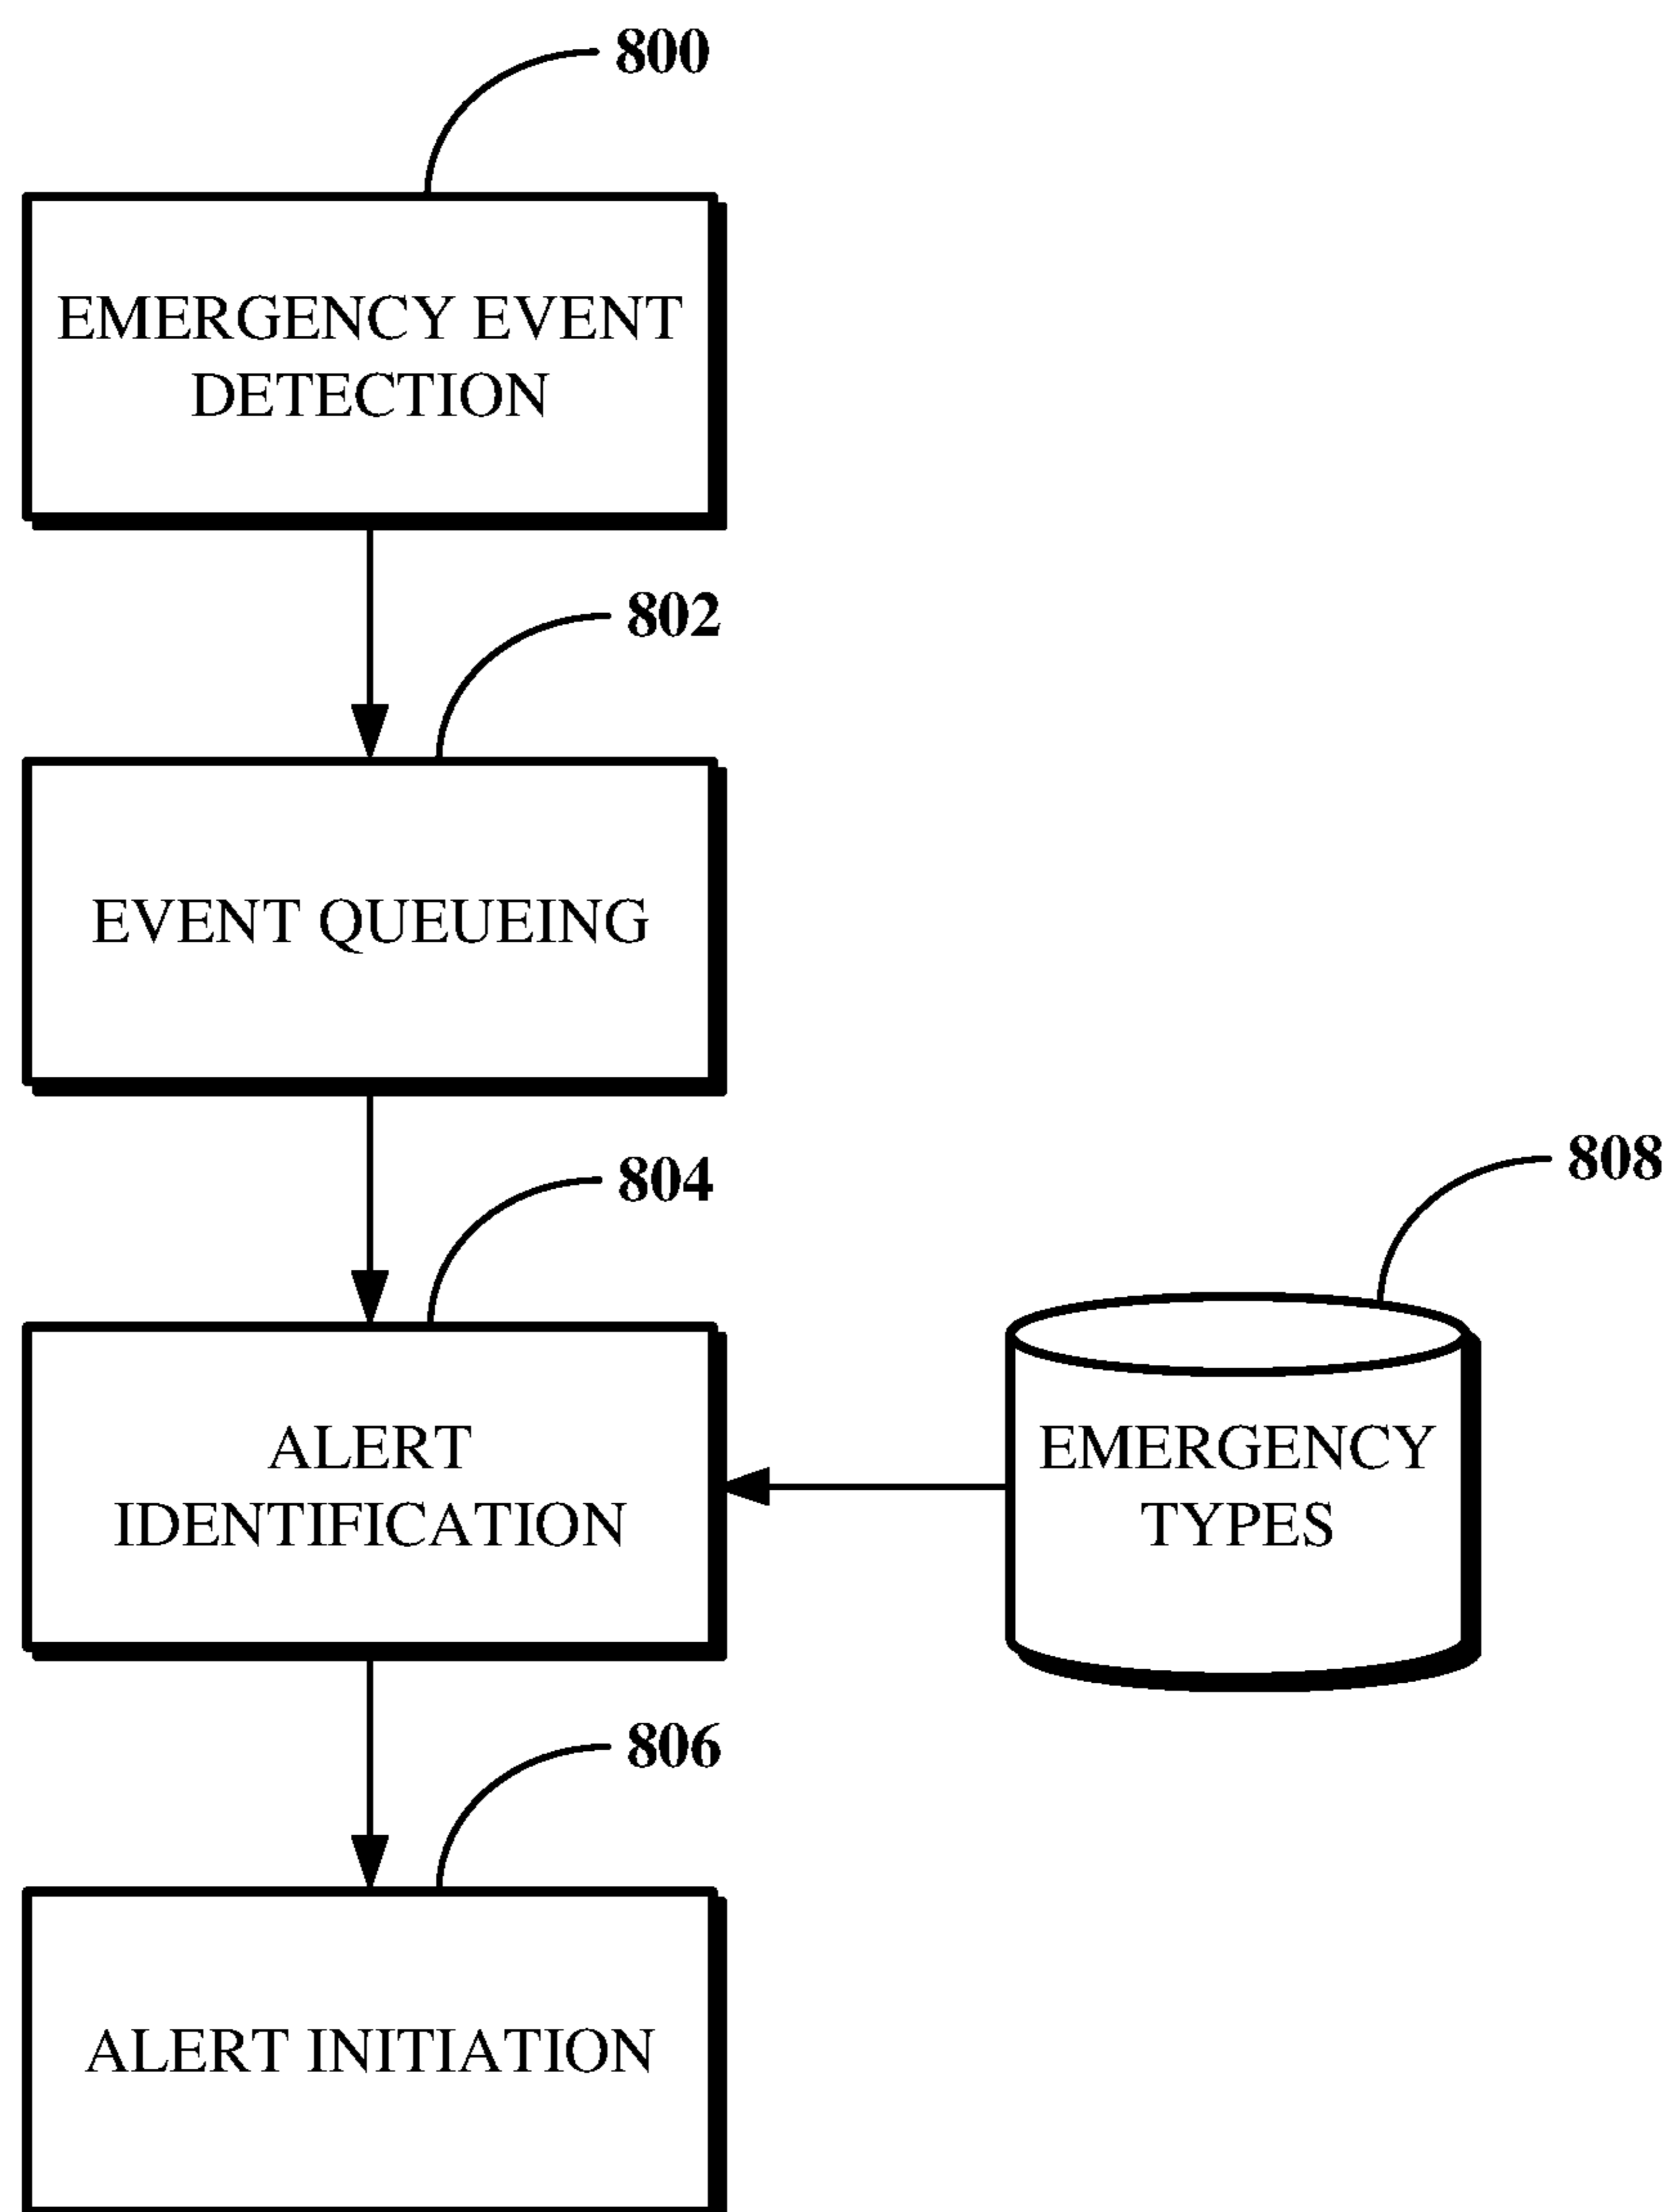 800
EMERGENCY EVENT
DETECTION
802
EVENT QUEUEING
804
808
ALERT
IDENTIFICATION
EMERGENCY
TYPES
806
ALERT INITIATION